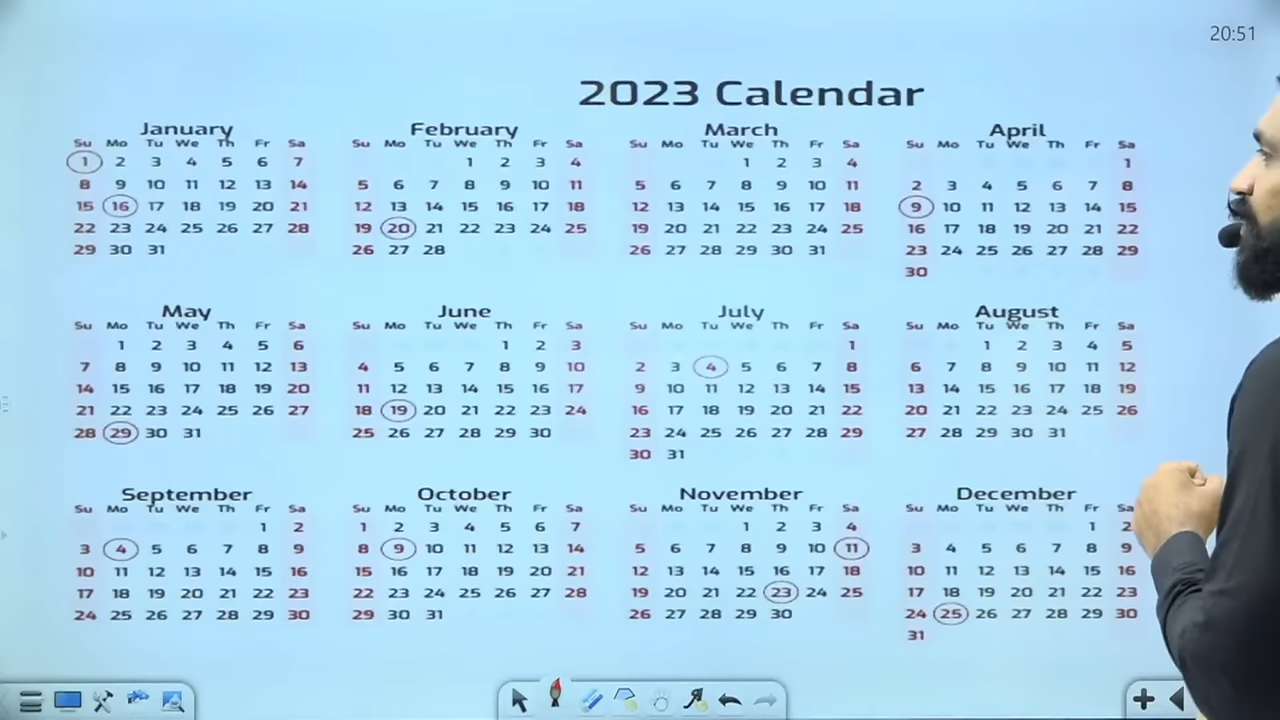 20:51
2023 Calendar
January February March April
Su Mo Tu We Th Fr Sa Su Mo Tu We Th Fr Sa Su Mo Tu We Th Fr Sa Su Mo Tu We Th Fr Sa
1 2 3 4 5 6 7 1 2 3 4 1 2 3 4 1
8 9 10 11 12 13 14 5 6 7 8 9 10 11 5 6 7 8 9 10 11 2 3 4 5 6 7 8
15 16 17 18 19 20 21 12 13 14 15 16 17 18 12 13 14 15 16 17 18 9 10 11 12 13 14 15
22 23 24 25 26 27 28 19 20 21 22 23 24 25 19 20 21 22 23 24 25 16 17 18 19 20 21 22
29 30 31 26 27 28 26 27 28 29 30 31 23 24 25 26 27 28 29
30
May June July August
Su Mo Tu We Th Fr Sa Su Mo Tu We Th Fr Sa Su Mo Tu We Th Fr Sa Su Mo Tu We Th Fr Sa
1 2 3 4 5 6 1 2 3 1 1 2 3 4 5
7 8 9 10 11 12 13 4 5 6 7 8 9 10 2 3 4 5 6 7 8 6 7 8 9 10 11 12
14 15 16 17 18 19 20 11 12 13 14 15 16 17 9 10 11 12 13 14 15 13 14 15 16 17 18 19
21 22 23 24 25 26 27 18 19 20 21 22 23 24 16 17 18 19 20 21 22 20 21 22 23 24 25 26
28 29 30 31 25 26 27 28 29 30 23 24 25 26 27 28 29 27 28 29 30 31
30 31
September October November December
Su Mo Tu We Th Fr Sa Su Mo Tu We Th Fr Sa Su Mo Tu We Th Fr Sa Su Mo Tu We Th Fr Sa
1 2 1 2 3 4 5 6 7 1 2 3 4 1 2
3 4 5 6 7 8 9 8 9 10 11 12 13 14 5 6 7 8 9 10 11 3 4 5 6 7 8 9
10 11 12 13 14 15 16 15 16 17 18 19 20 21 12 13 14 15 16 17 18 10 11 12 13 14 15 16
17 18 19 20 21 22 23 22 23 24 25 26 27 28 19 20 21 22 23 24 25 17 18 19 20 21 22 23
24 25 26 27 28 29 30 29 30 31 26 27 28 29 30 24 25 26 27 28 29 30
31